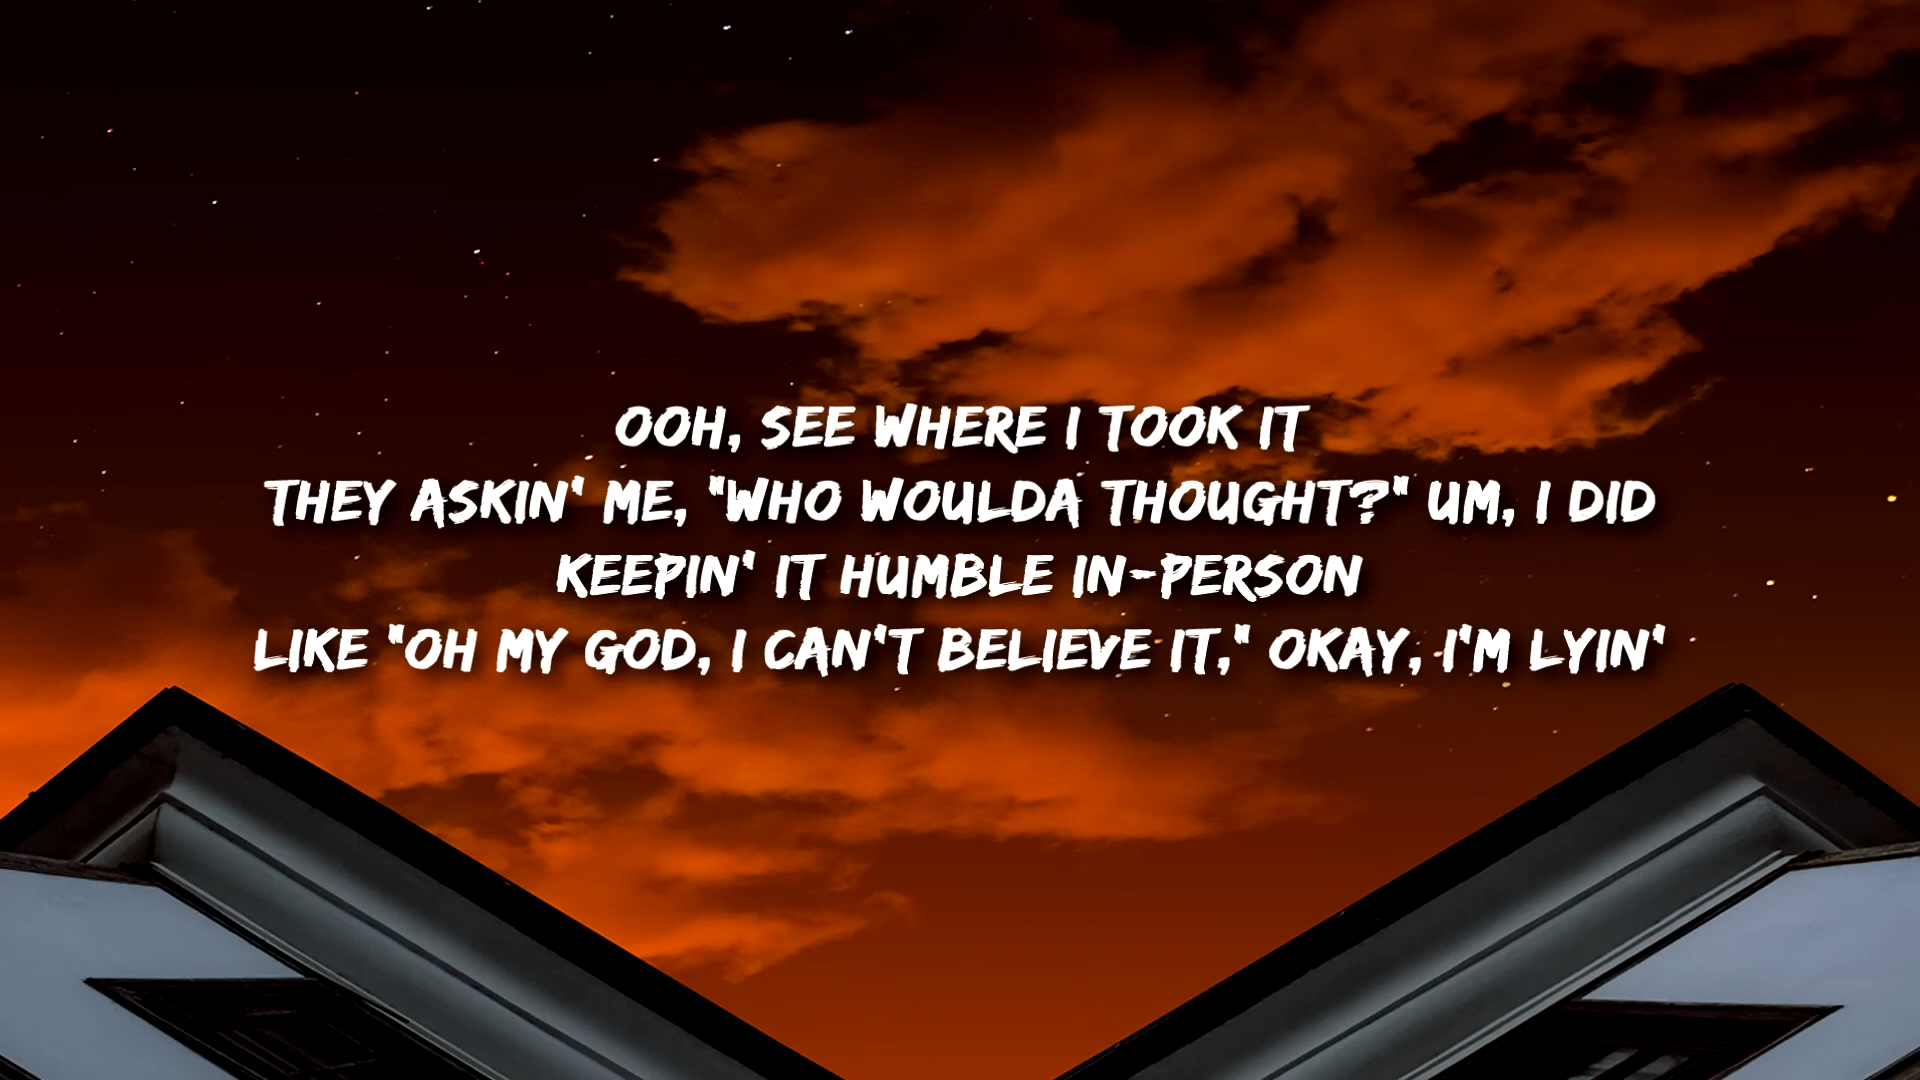 OOH, SEE WHERE I TOOK IT
THEY ASKIN' ME, "WHO WOULDA THOUGHT?" UM, I DID
KEEPIN' IT HUMBLE IN-PERSON
LIKE "OH MY GOD, I CAN'T BELIEVE IT," OKAY, I'M LYIN'